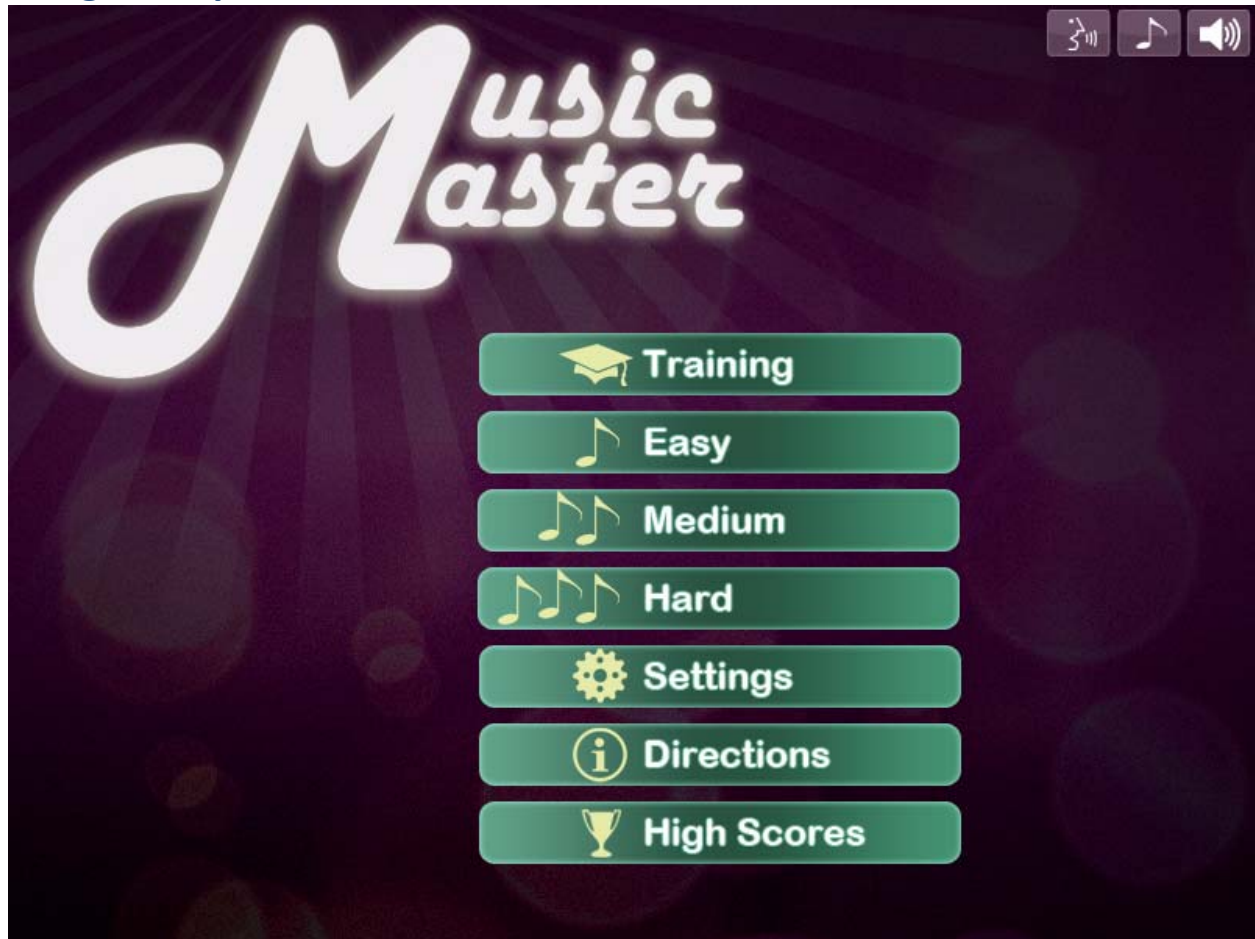 Music
Master
Training
Easy
Medium
Hard
Settings
Directions
High Scores